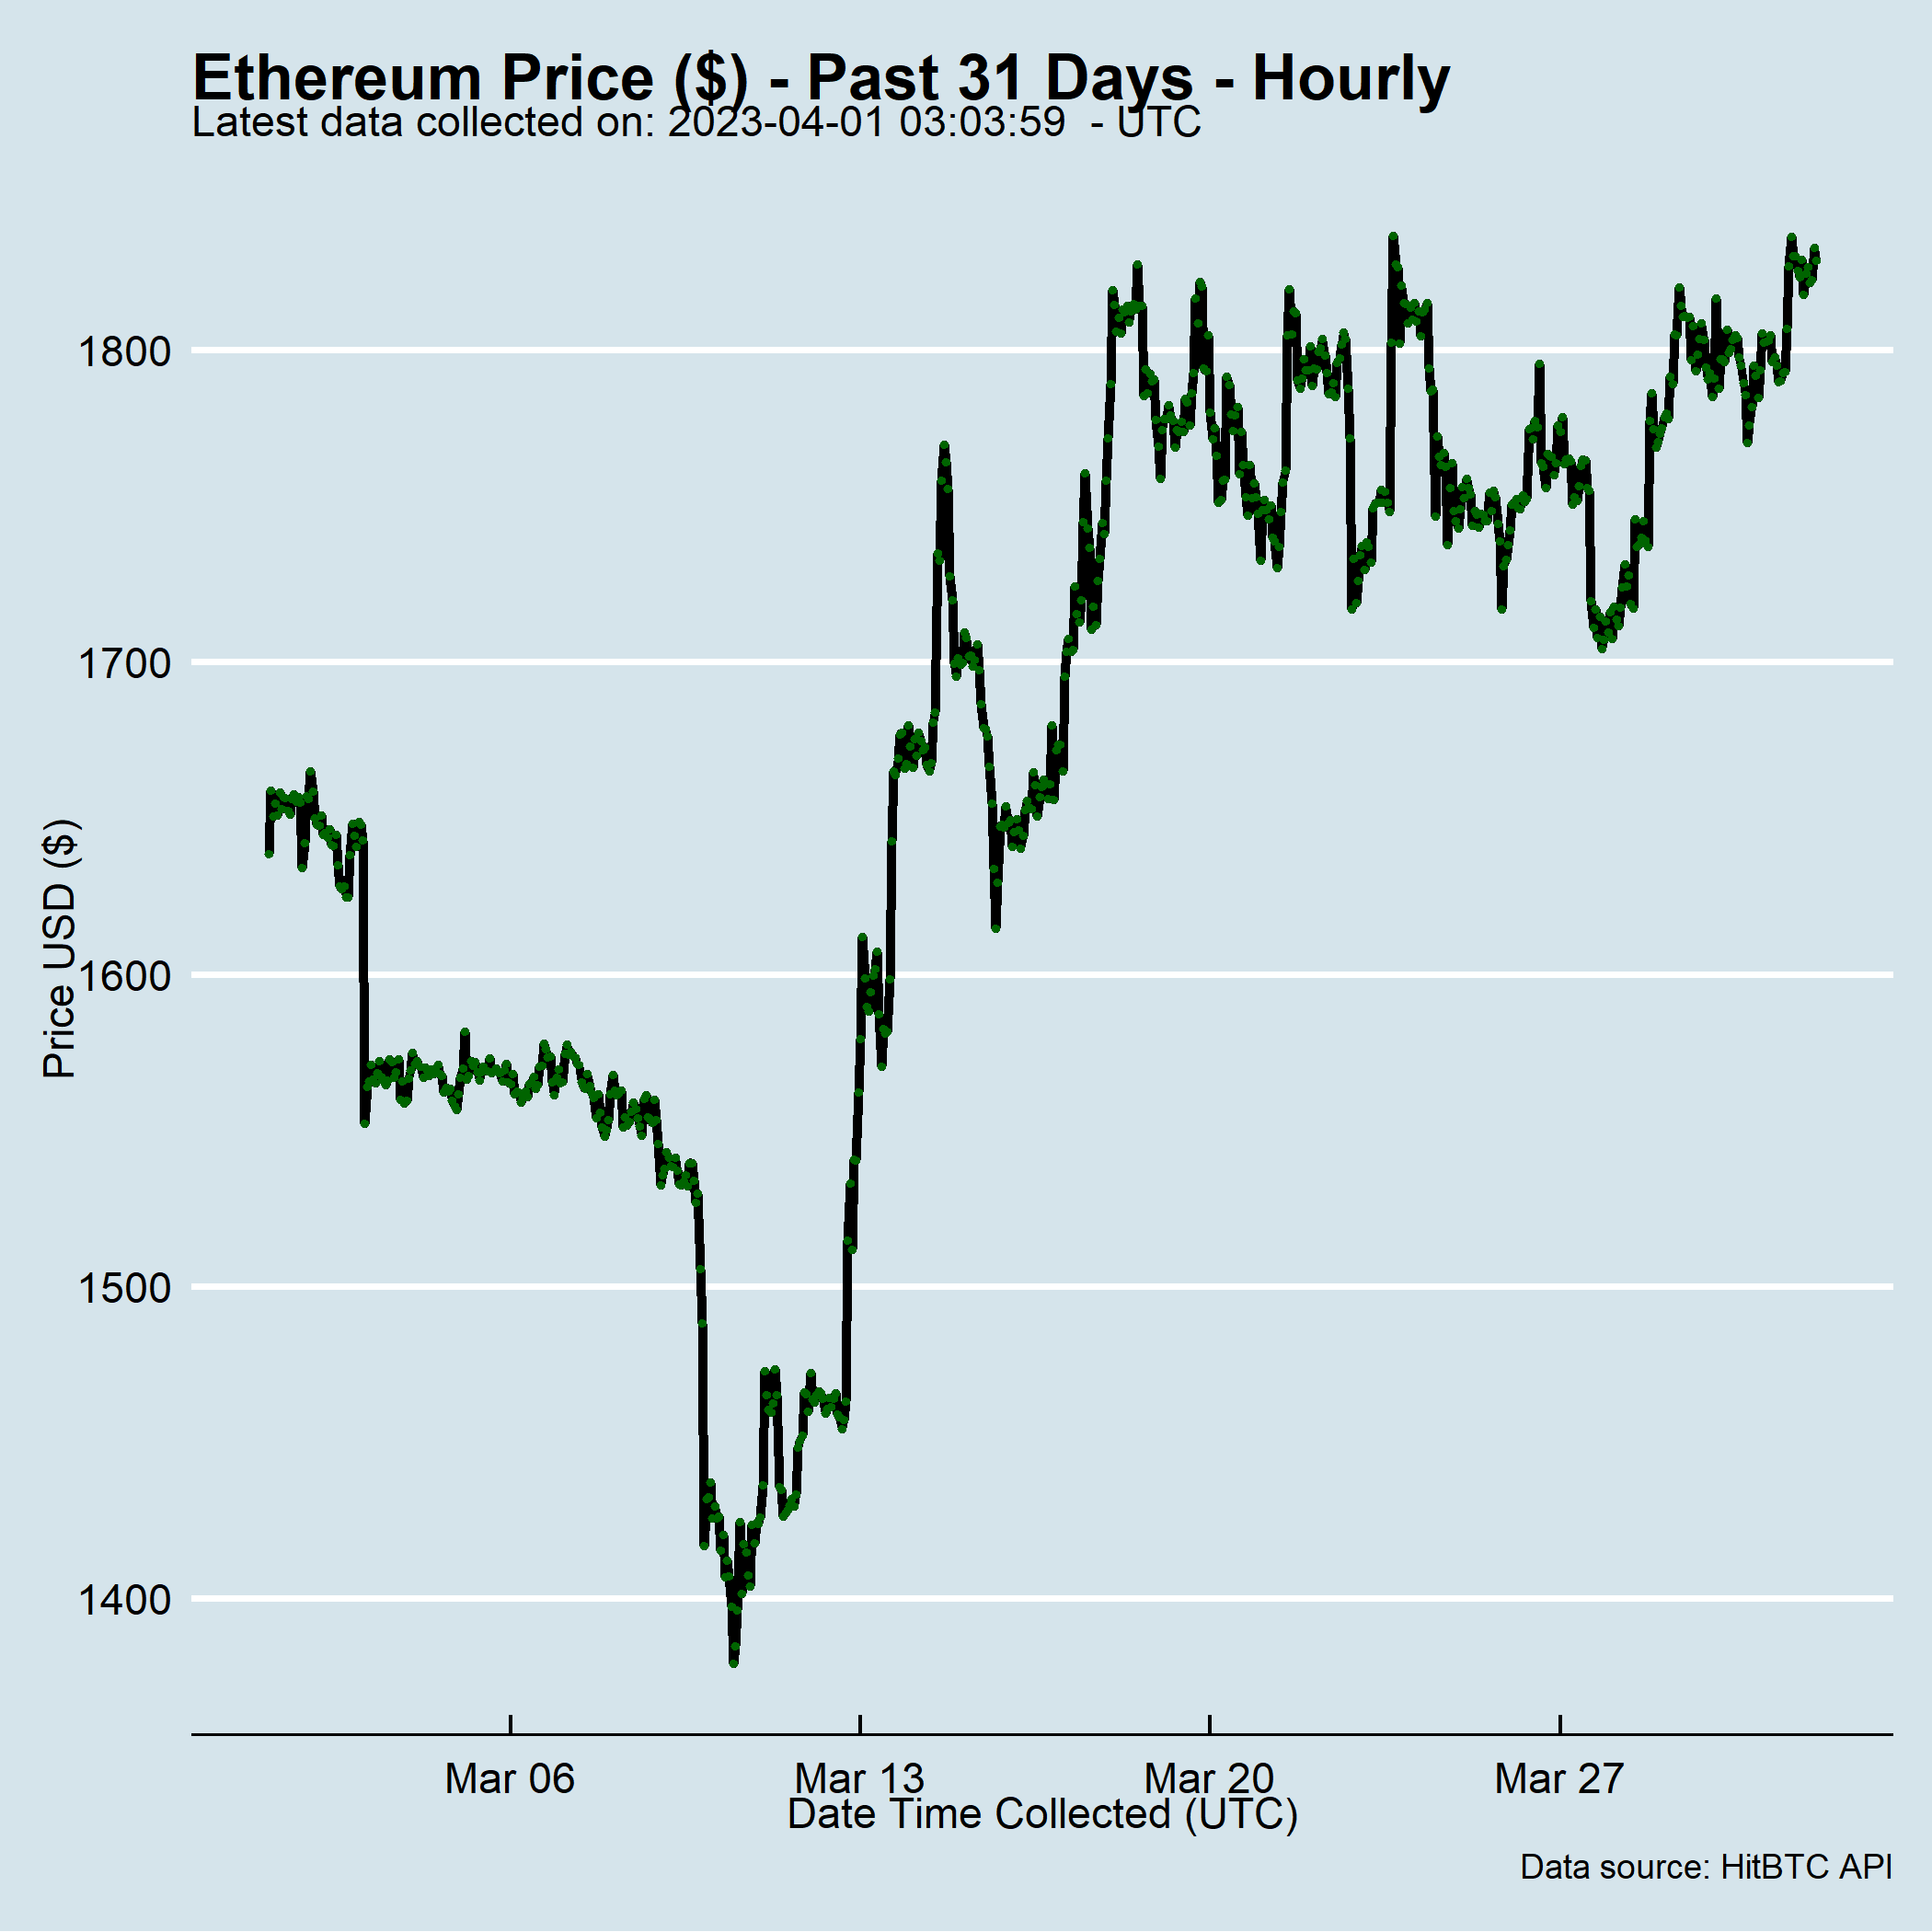 Ethereum Price ($) - Past 31 Days - Hourly
Latest data collected on: 2023-04-01 03:03:59  - UTC
Price USD ($)
1800
1700
1600
1500
1400
Mar 06
Mar 13
Mar 20
Mar 27
Date Time Collected (UTC)
Data source: HitBTC API